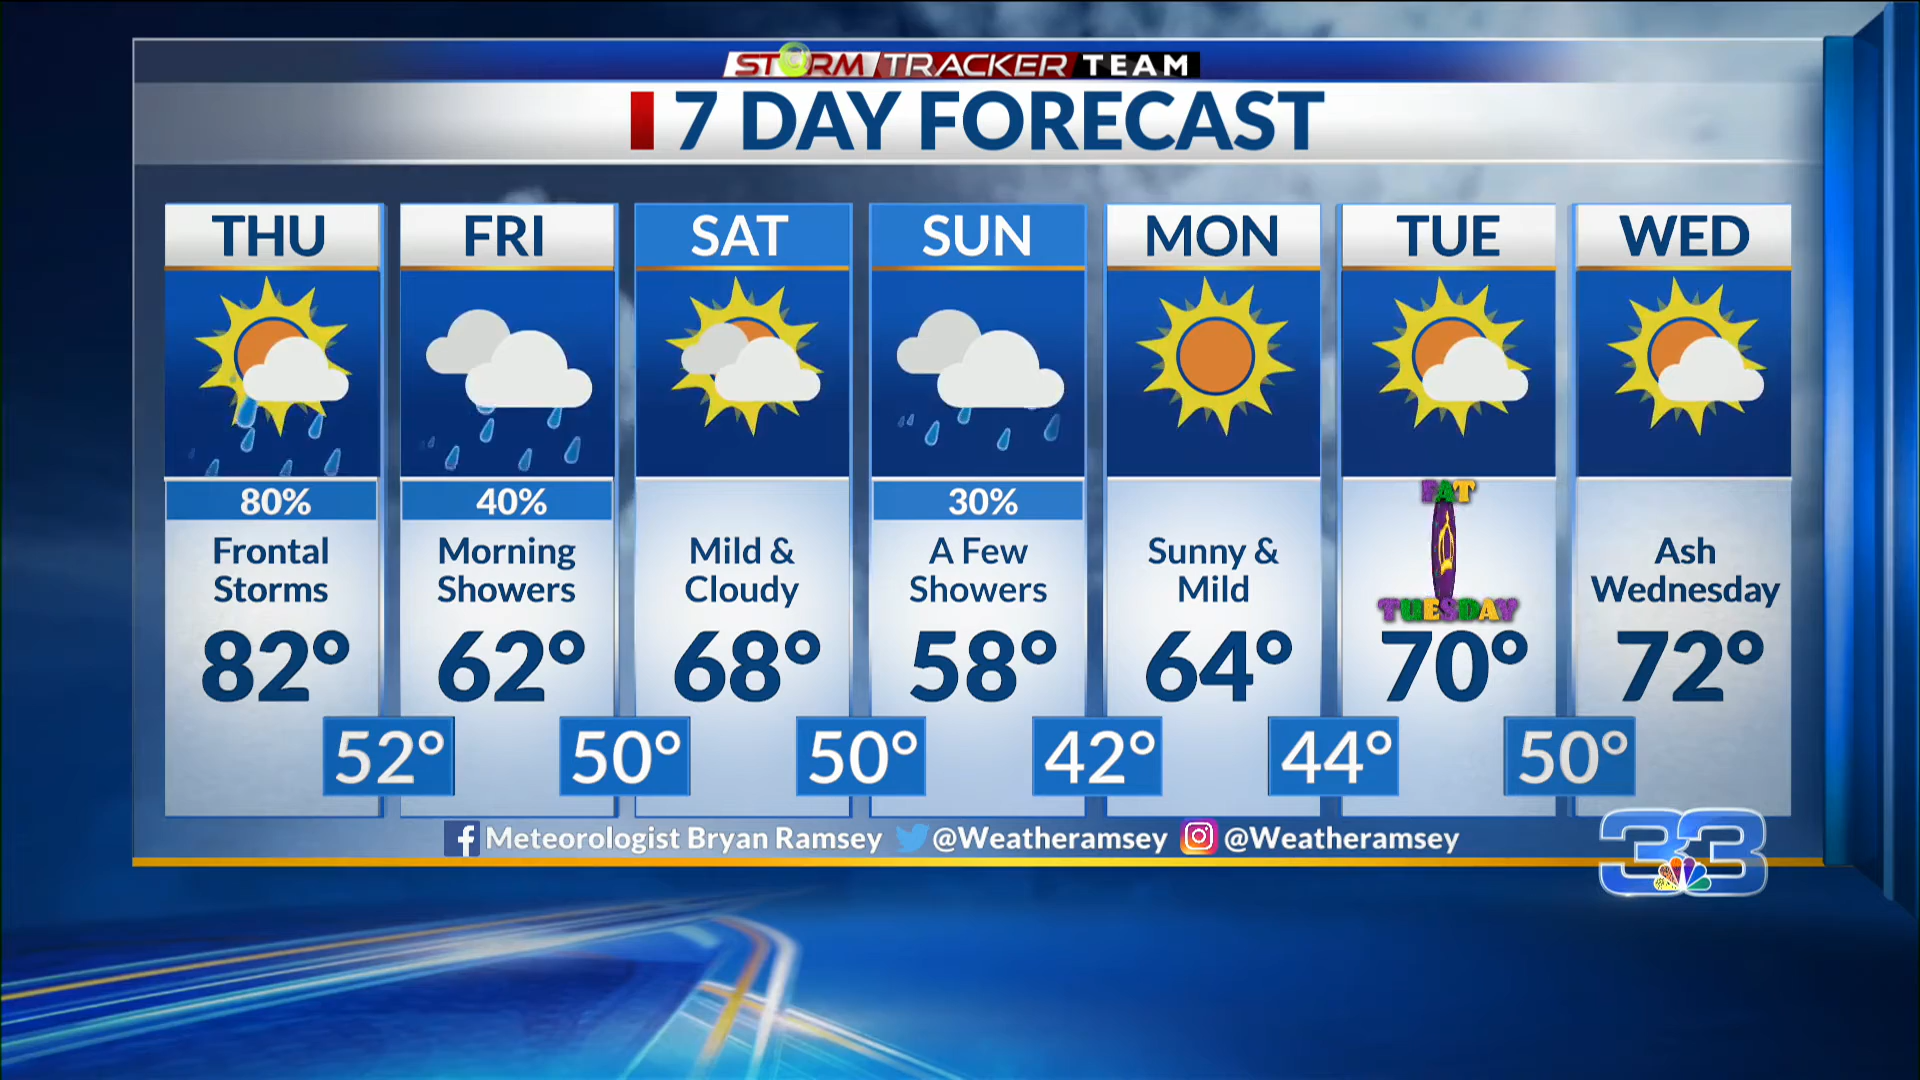 STORM TRACKER TEAM
7 DAY FORECAST
THU FRI SAT SUN MON TUE WED
80% 40% 30%
FAT
Frontal Morning Mild & A Few Sunny & Ash
Storms Showers Cloudy Showers Mild Wednesday
TUESDAY
82° 62° 68° 58° 64° 70° 72°
52° 50° 50° 42° 44° 50°
Meteorologist Bryan Ramsey @Weatheramsey @Weatheramsey
33